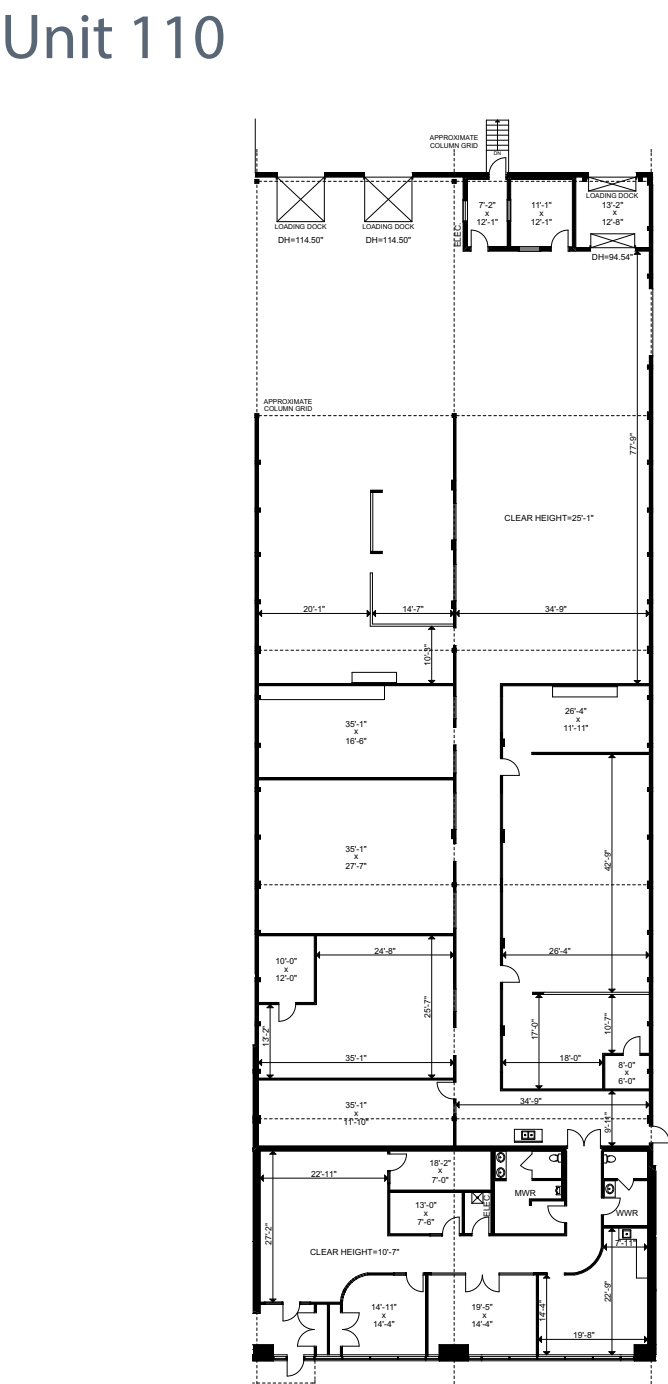 Unit 110
APPROXIMATE
COLUMN GRID
DN
LOADING DOCK
DH=114.50"
LOADING DOCK
DH=114.50"
ELEC.
7'-2"
x
12'-1"
11'-1"
x
12'-1"
LOADING DOCK
13'-2"
x
12'-8"
DH=94.54"
APPROXIMATE
COLUMN GRID
77'-9"
CLEAR HEIGHT=25'-1"
20'-1"
14'-7"
34'-9"
10'-3"
35'-1"
x
16'-6"
26'-4"
x
11'-11"
35'-1"
x
27'-7"
42'-9"
24'-8"
26'-4"
10'-0"
x
12'-0"
25'-7"
13'-2"
17'-0"
10'-7"
35'-1"
18'-0"
8'-0"
x
6'-0"
35'-1"
x
11'-10"
34'-9"
9'-11"
22'-11"
18'-2"
x
7'-0"
MWR
13'-0"
x
7'-6"
ELEC.
WWR
27'-2"
CLEAR HEIGHT=10'-7"
7'-11"
22'-9"
14'-11"
x
14'-4"
19'-5"
x
14'-4"
14'-4"
19'-8"